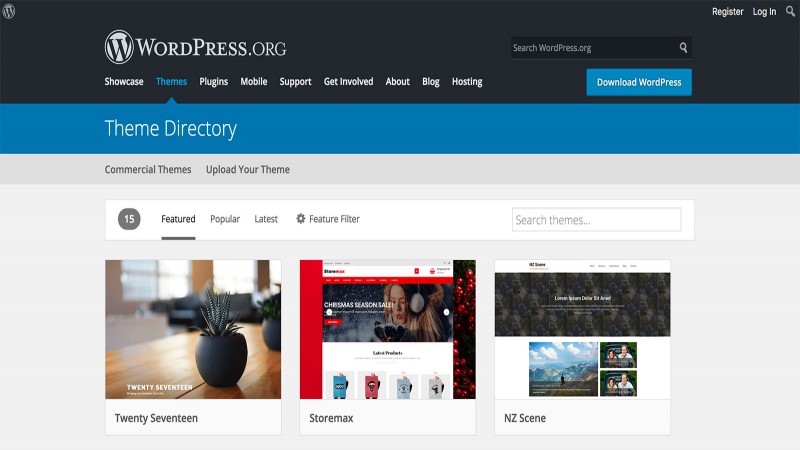 Register Log In
WORDPRESS.ORG
Search WordPress.org
Showcase Themes Plugins Mobile Support Get Involved About Blog Hosting
Download WordPress
Theme Directory
Commercial Themes Upload Your Theme
15 Featured Popular Latest Feature Filter
Search themes...
Storemax
CHRISMAS SEASON SALE!
Latest Products
NZ Scene
Lorem Ipsum Dolor Sit Amet
TWENTY SEVENTEEN
Twenty Seventeen
Storemax
NZ Scene